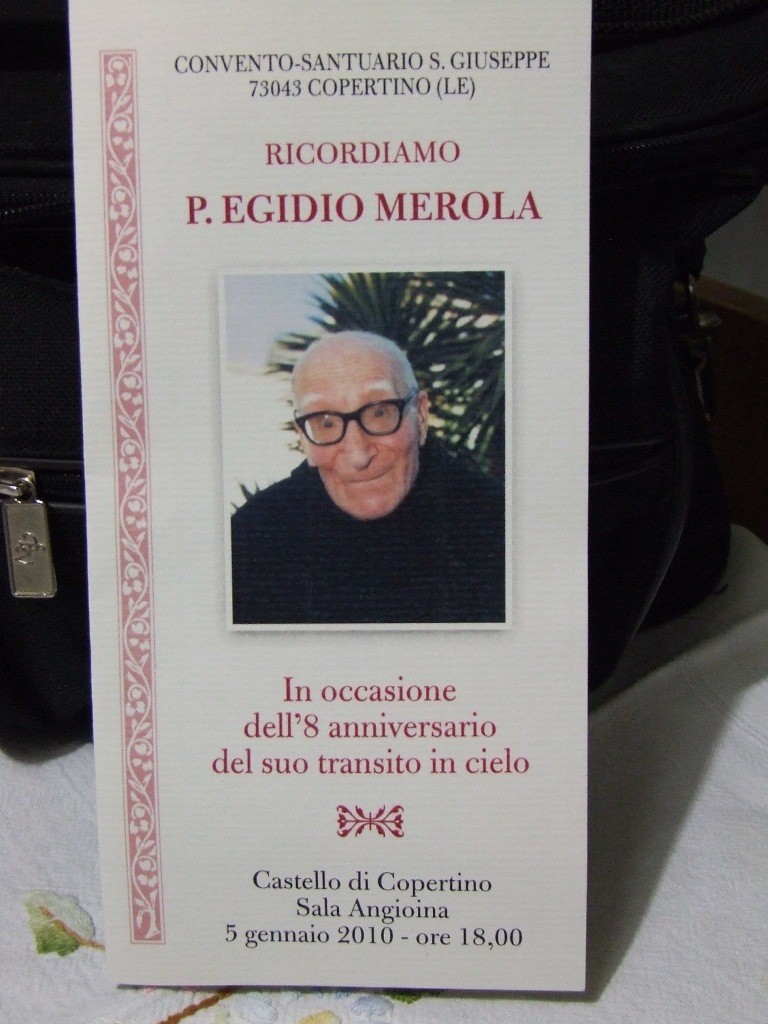 CONVENTO-SANTUARIO S. GIUSEPPE
73043 COPERTINO (LE)
RICORDIAMO
P. EGIDIO MEROLA
In occasione
dell'8 anniversario
del suo transito in cielo
Castello di Copertino
Sala Angioina
5 gennaio 2010 - ore 18,00